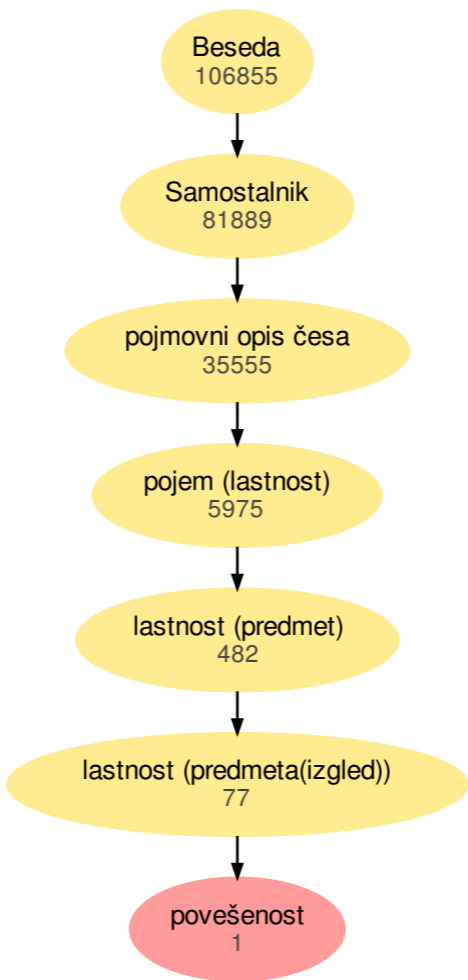 Beseda
106855
Samostalnik
81889
pojmovni opis česa
35555
pojem (lastnost)
5975
lastnost (predmet)
482
lastnost (predmeta(izgled))
77
povešenost
1